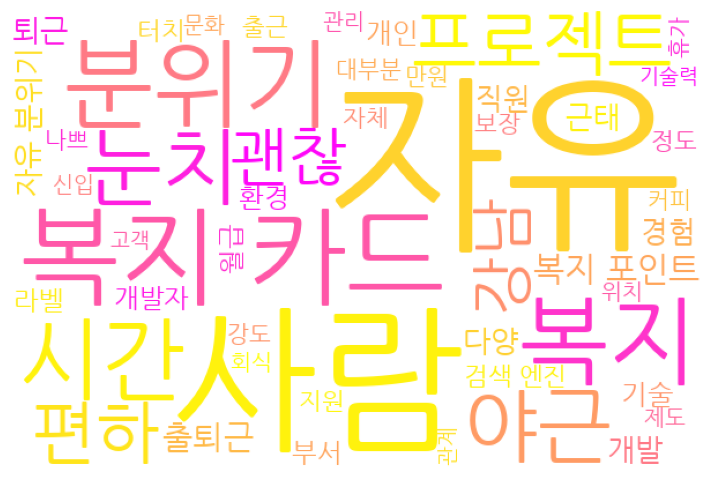 퇴근
터치
문화
출근
관리
개인
프로젝트
휴가
분위기
대부분
만원
기술력
자유 분위기
자유
나쁘
눈치
괜찮
자체
직원
보장
근태
정도
신입
환경
커피
복지 카드
고객
월급
강남
경험
복지 포인트
위치
라벨
개발자
복지
시간
사람
강도
회식
다양
검색 엔진
지원
기술
제도
편하
출퇴근
부서
관계
야근
개발